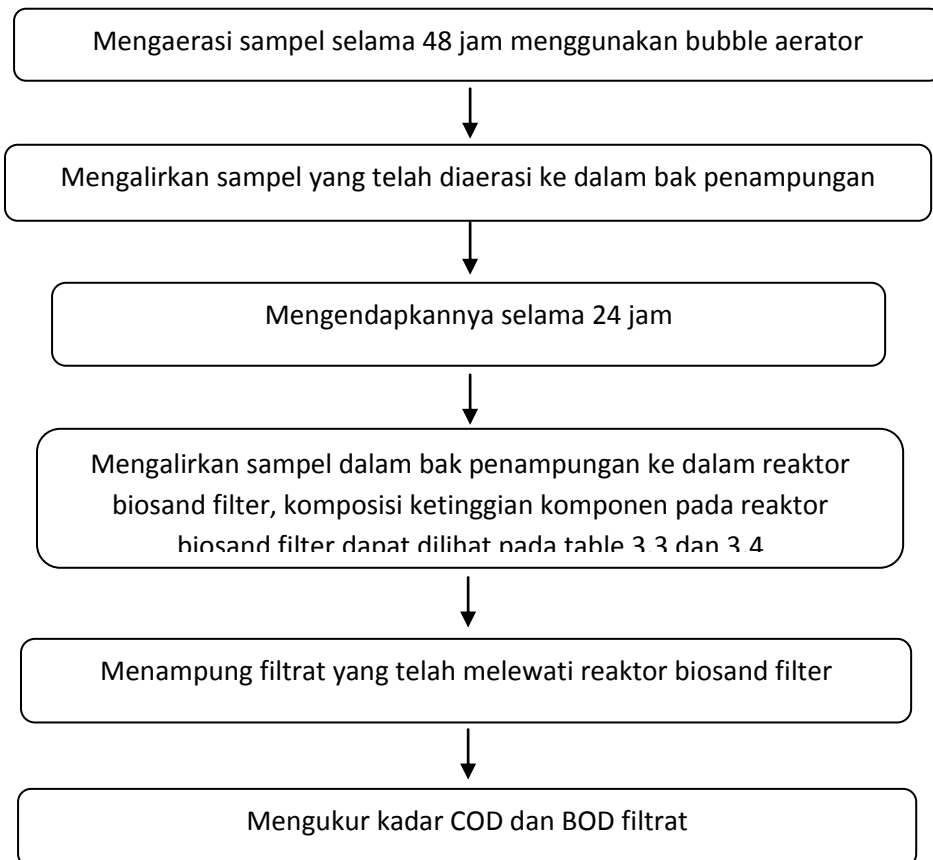 Mengaerasi sampel selama 48 jam menggunakan bubble aerator
Mengalirkan sampel yang telah diaerasi ke dalam bak penampungan
Mengendapkannya selama 24 jam
Mengalirkan sampel dalam bak penampungan ke dalam reaktor
biosand filter, komposisi ketinggian komponen pada reaktor
biosand filter dapat dilihat pada table 3.3 dan 3.4
Menampung filtrat yang telah melewati reaktor biosand filter
Mengukur kadar COD dan BOD filtrat